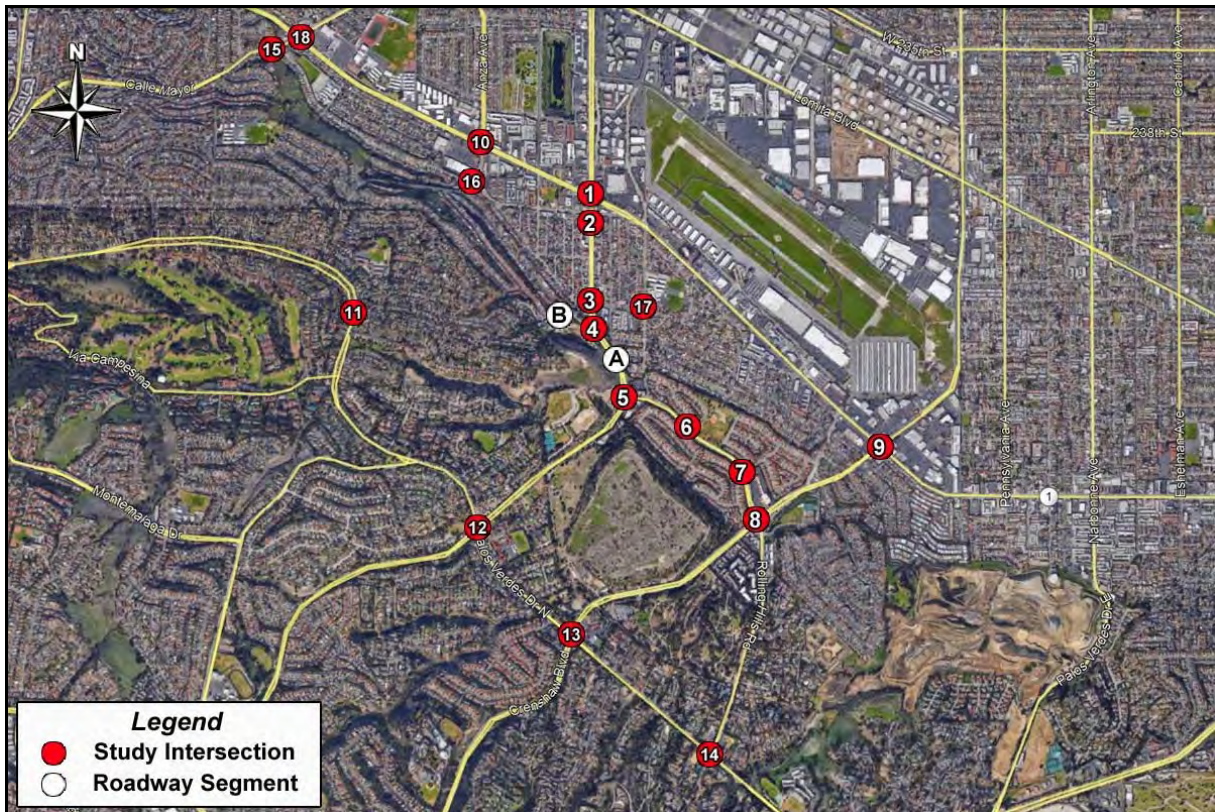 18
15
N
Anza Ave
W 235th St
Calle Mayor
Arlington Ave
Cabrillo Ave
Lomita Blvd
238th St
10
16
1
2
11
3
17
B
4
A
Via Campesina
5
6
9
7
Pennsylvania Ave
Narbonne Ave
Eshelman Ave
1
8
Montemalaga Dr
12
Palos Verdes Dr N
Rolling Hills Rd
13
Palos Verdes Dr E
Crenshaw Blvd
14
Legend
Study Intersection
Roadway Segment